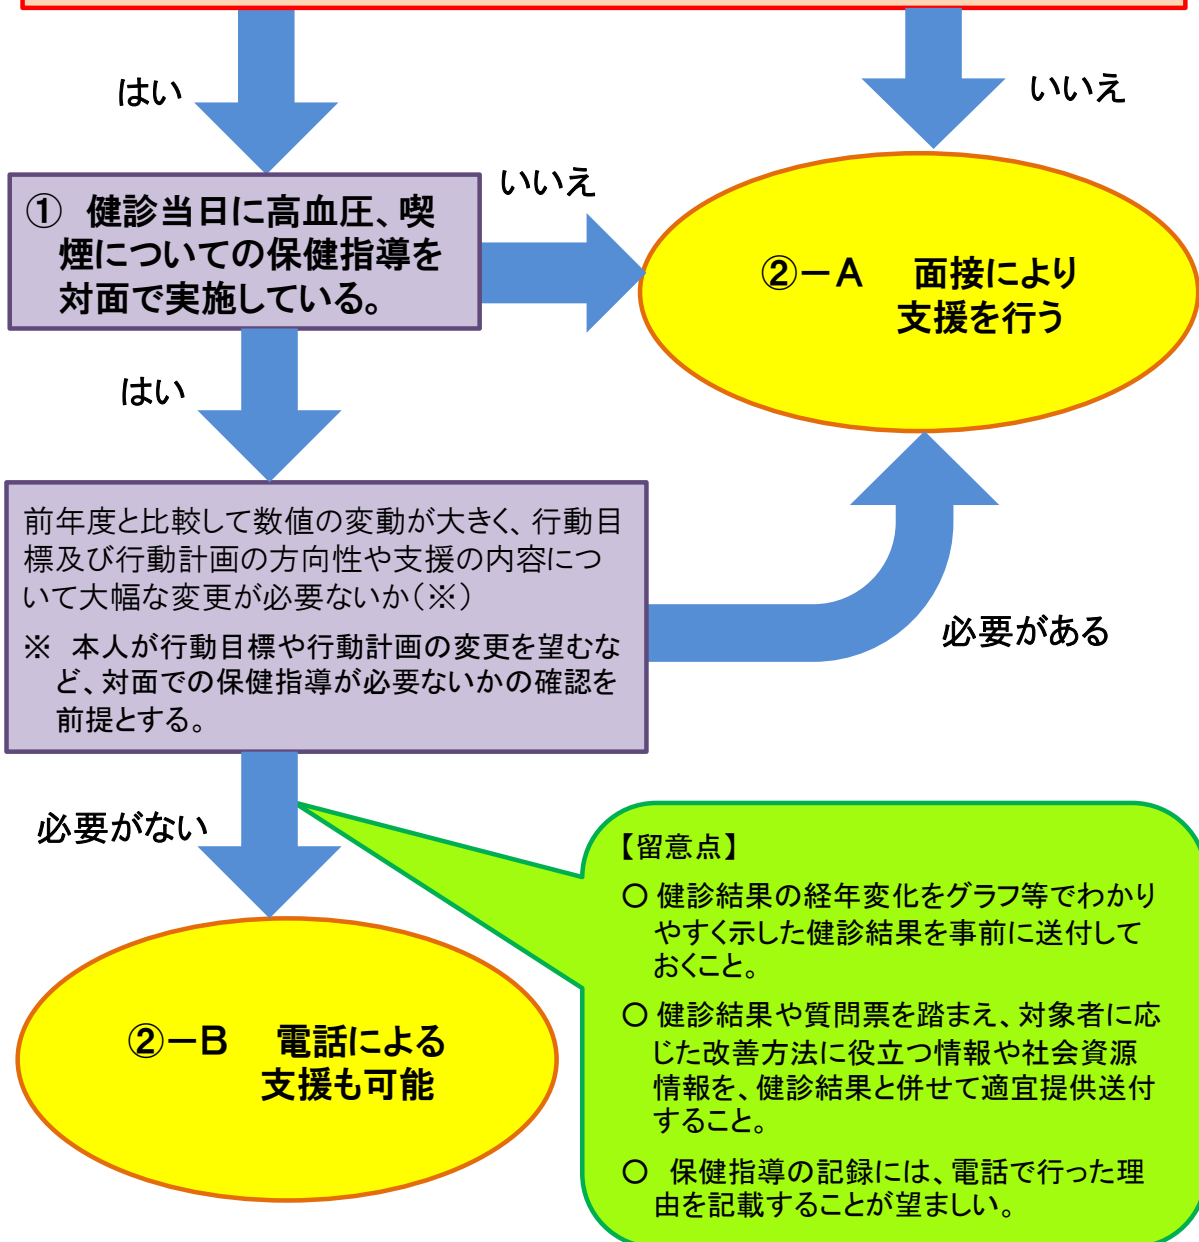 はい
いいえ
いいえ
① 健診当日に高血圧、喫
煙についての保健指導を
対面で実施している。
②－A 面接により
支援を行う
はい
前年度と比較して数値の変動が大きく、行動目
標及び行動計画の方向性や支援の内容につ
いて大幅な変更が必要ないか（※）
※ 本人が行動目標や行動計画の変更を望むな
ど、対面での保健指導が必要ないかの確認を
前提とする。
必要がある
必要がない
②－B 電話による
支援も可能
【留意点】
○ 健診結果の経年変化をグラフ等でわかり
やすく示した健診結果を事前に送付して
おくこと。
○ 健診結果や質問票を踏まえ、対象者に応
じた改善方法に役立つ情報や社会資源
情報を、健診結果と併せて適宜提供送付
すること。
○ 保健指導の記録には、電話で行った理
由を記載することが望ましい。